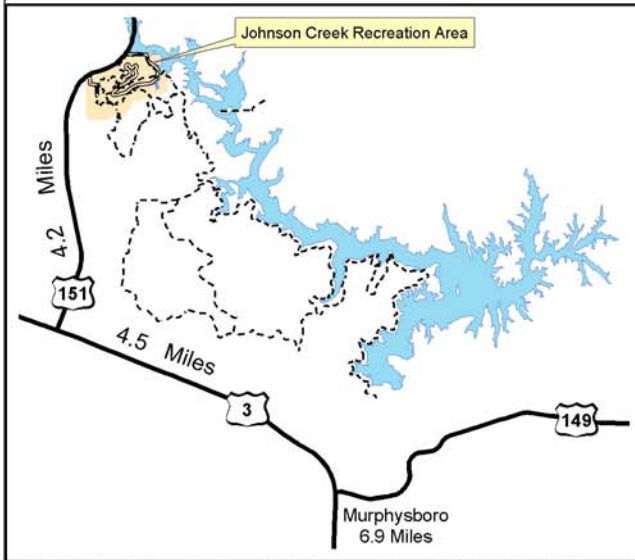 Johnson Creek Recreation Area
4.2 Miles
151
4.5 Miles
3
149
Murphysboro
6.9 Miles